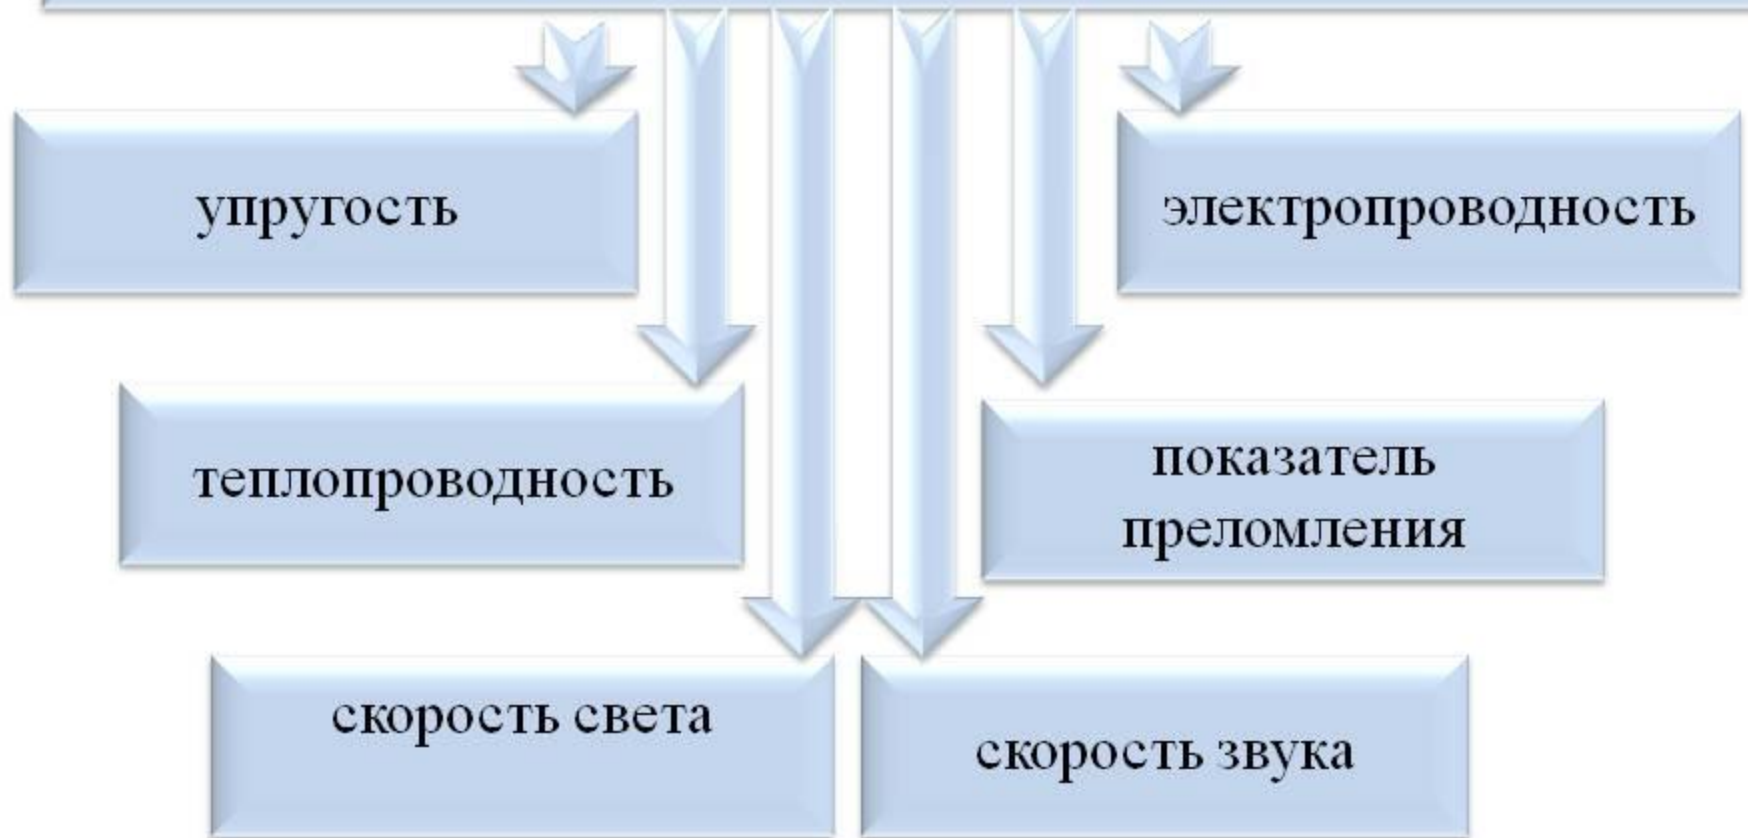 упругость
электропроводность
теплопроводность
показатель
преломления
скорость света
скорость звука